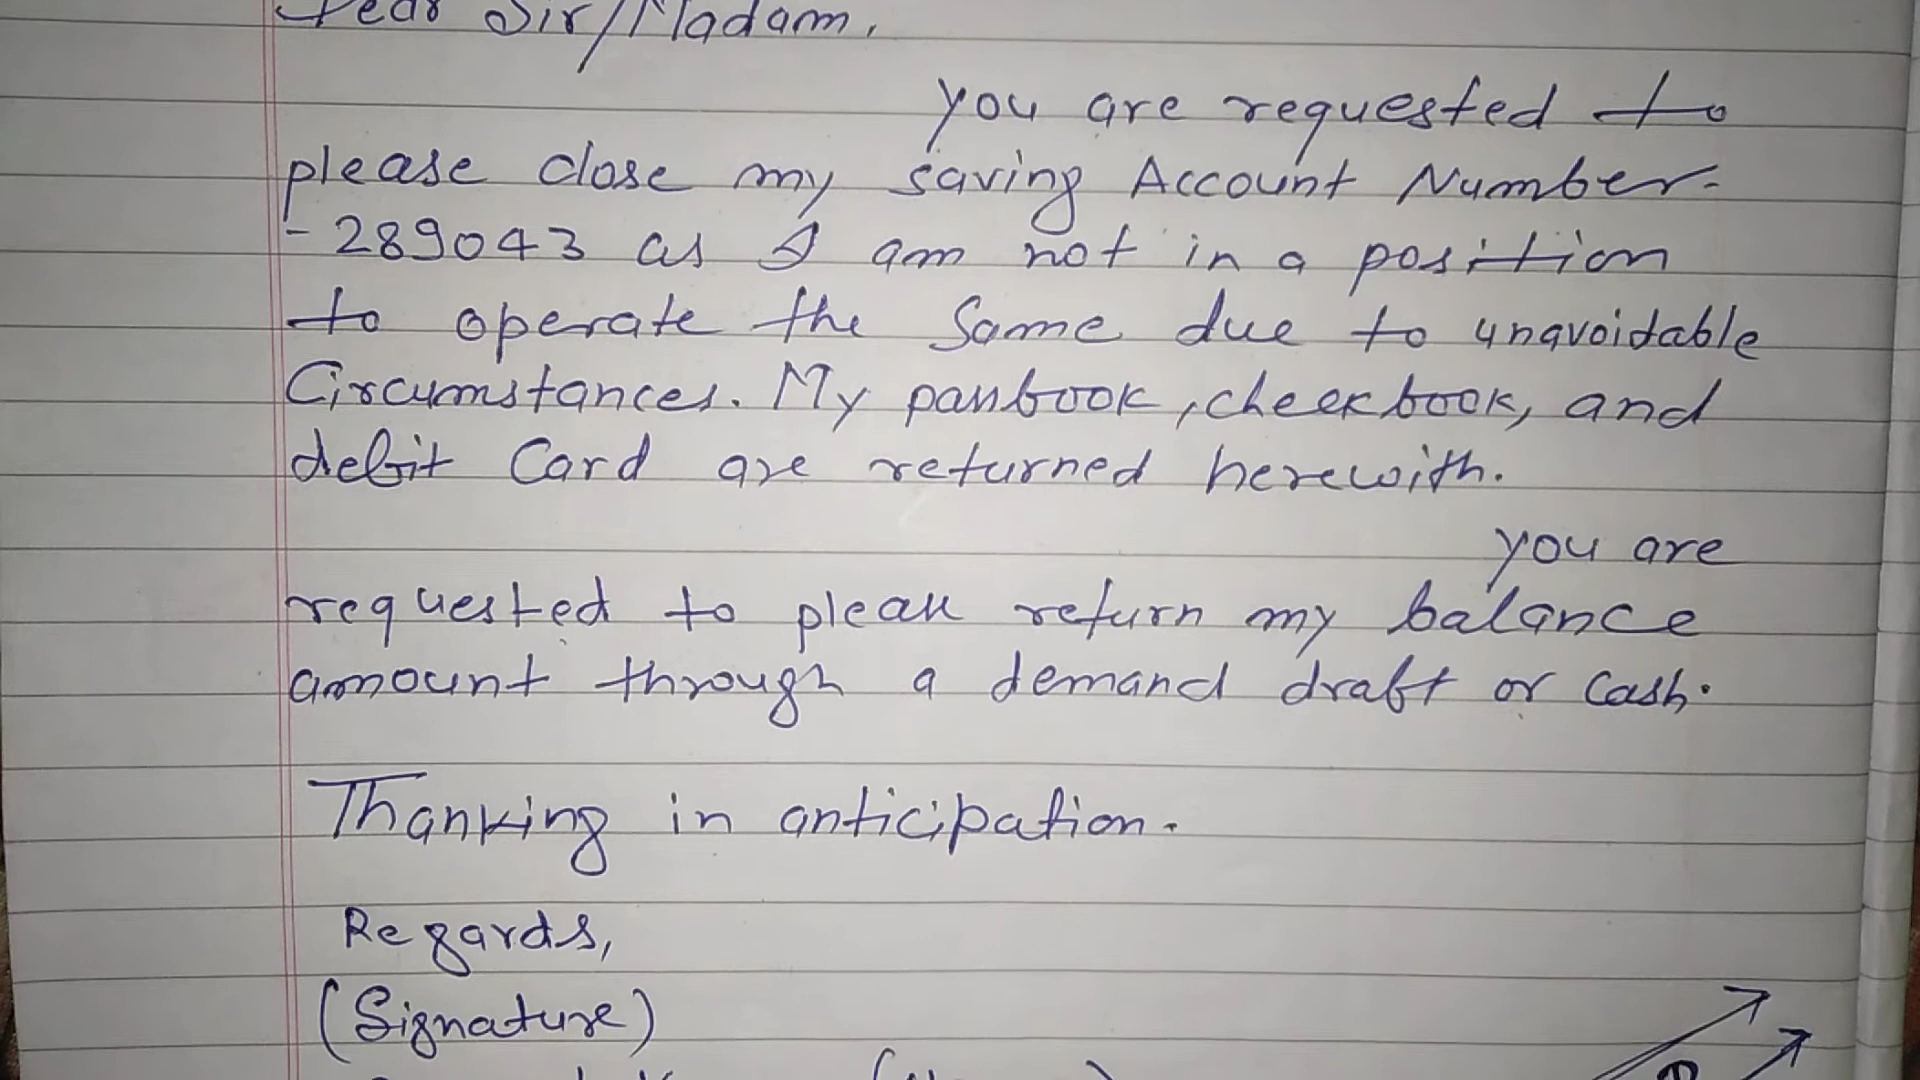 Dear Sir/Madam,
you are requested to
please close my saving Account Number-
-289043 as I am not in a position
to operate the Same due to unavoidable
Circumstances. My passbook, cheekbook, and
debit Card are returned herewith.
you are
requested to please return my balance
amount through a demand draft or Cash.
Thanking in anticipation.
Regards,
(Signature)